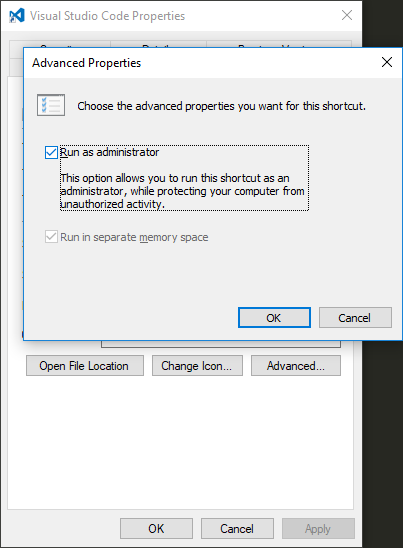 Visual Studio Code Properties
Advanced Properties
Choose the advanced properties you want for this shortcut.
Run as administrator
This option allows you to run this shortcut as an
administrator, while protecting your computer from
unauthorized activity.
Run in separate memory space
OK Cancel
Open File Location Change Icon... Advanced...
OK Cancel Apply